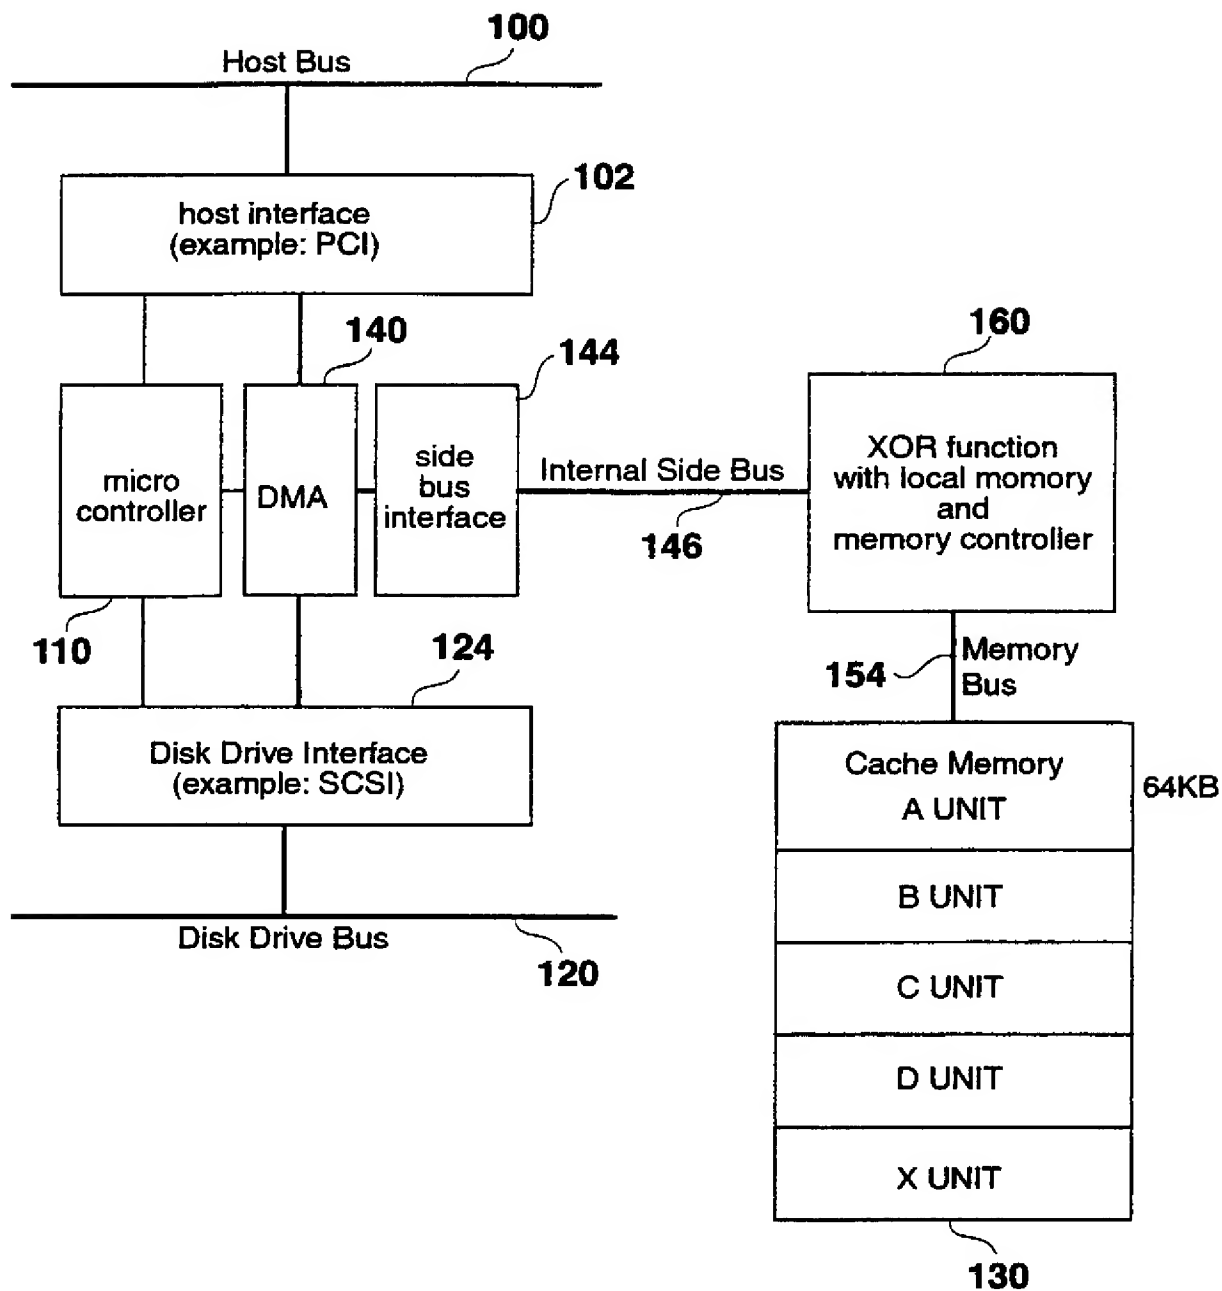 100
Host Bus
102
host interface
(example: PCI)
140
144
160
micro
controller
DMA
side
bus
interface
Internal Side Bus
146
XOR function
with local momory
and
memory controller
110
124
154
Memory
Bus
Disk Drive Interface
(example: SCSI)
Cache Memory
A UNIT
64KB
B UNIT
Disk Drive Bus
120
C UNIT
D UNIT
X UNIT
130